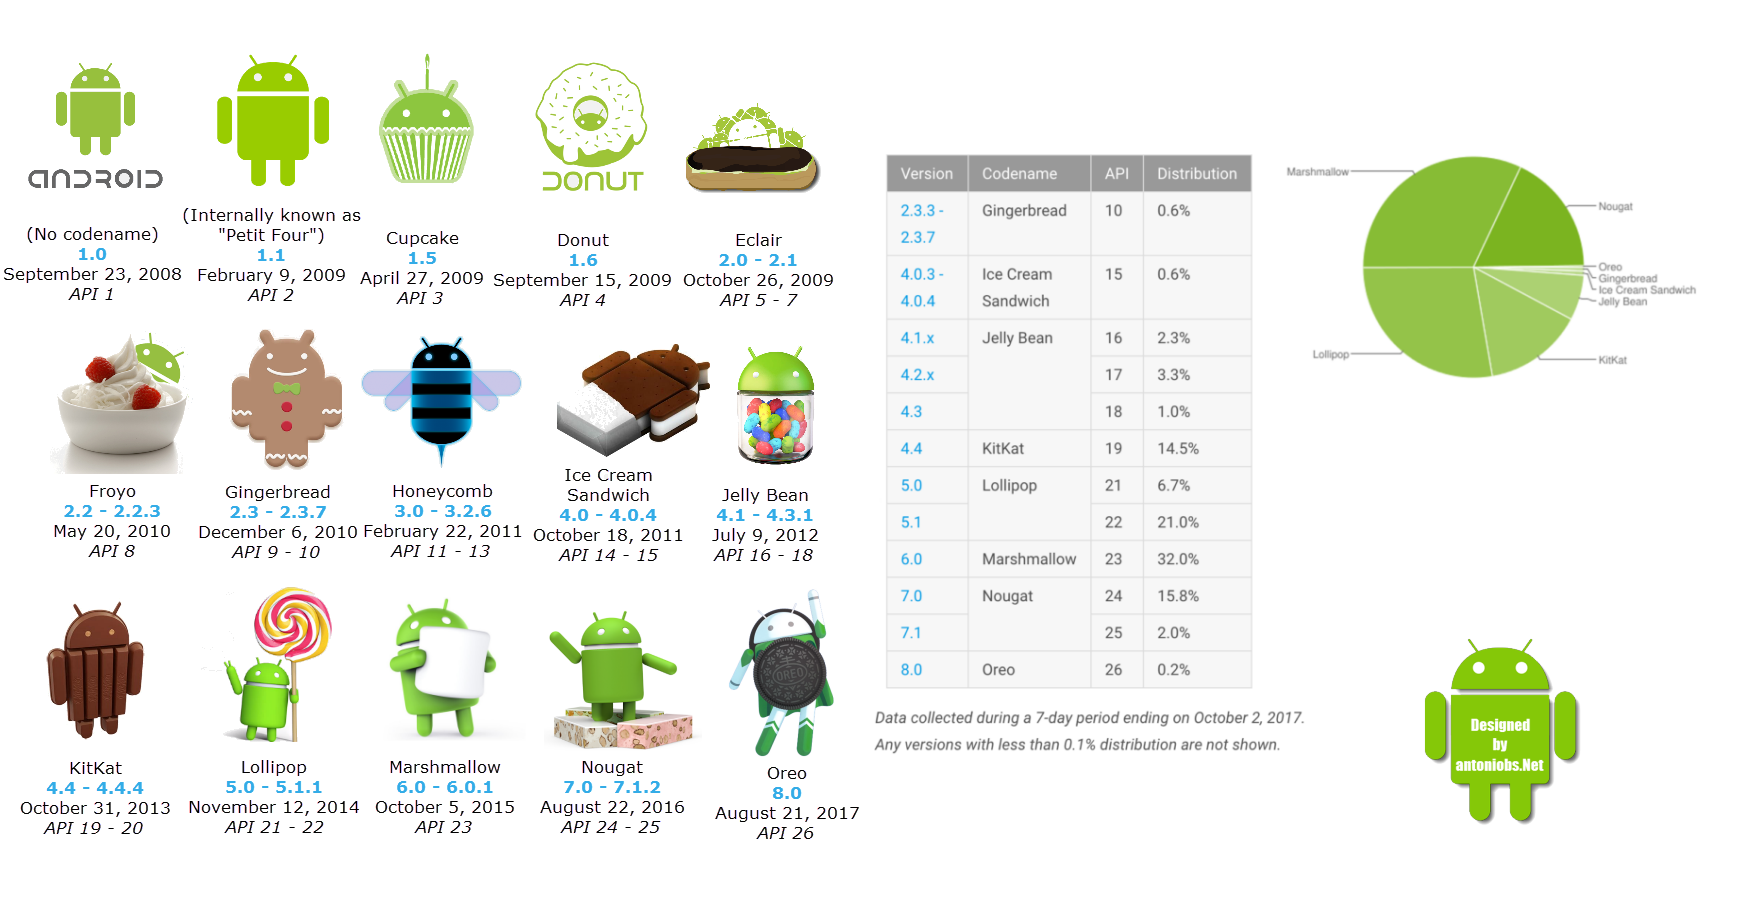 ANDROID
(No codename)
1.0
September 23, 2008
API 1
(Internally known as
"Petit Four")
1.1
February 9, 2009
API 2
Cupcake
1.5
April 27, 2009
API 3
DONUT
Donut
1.6
September 15, 2009
API 4
Eclair
2.0 - 2.1
October 26, 2009
API 5 - 7
Froyo
2.2 - 2.2.3
May 20, 2010
API 8
Gingerbread
2.3 - 2.3.7
December 6, 2010
API 9 - 10
Honeycomb
3.0 - 3.2.6
February 22, 2011
API 11 - 13
Ice Cream
Sandwich
4.0 - 4.0.4
October 18, 2011
API 14 - 15
Jelly Bean
4.1 - 4.3.1
July 9, 2012
API 16 - 18
KitKat
4.4 - 4.4.4
October 31, 2013
API 19 - 20
Lollipop
5.0 - 5.1.1
November 12, 2014
API 21 - 22
Marshmallow
6.0 - 6.0.1
October 5, 2015
API 23
Nougat
7.0 - 7.1.2
August 22, 2016
API 24 - 25
OREO
Oreo
8.0
August 21, 2017
API 26
Version Codename API Distribution
2.3.3 - Gingerbread 10 0.6%
2.3.7
4.0.3 - Ice Cream 15 0.6%
4.0.4 Sandwich
4.1.x Jelly Bean 16 2.3%
4.2.x 17 3.3%
4.3 18 1.0%
4.4 KitKat 19 14.5%
5.0 Lollipop 21 6.7%
5.1 22 21.0%
6.0 Marshmallow 23 32.0%
7.0 Nougat 24 15.8%
7.1 25 2.0%
8.0 Oreo 26 0.2%
Data collected during a 7-day period ending on October 2, 2017.
Any versions with less than 0.1% distribution are not shown.
Marshmallow
Nougat
Oreo
Gingerbread
Ice Cream Sandwich
Jelly Bean
Lollipop
KitKat
Designed
by
antoniobs.Net